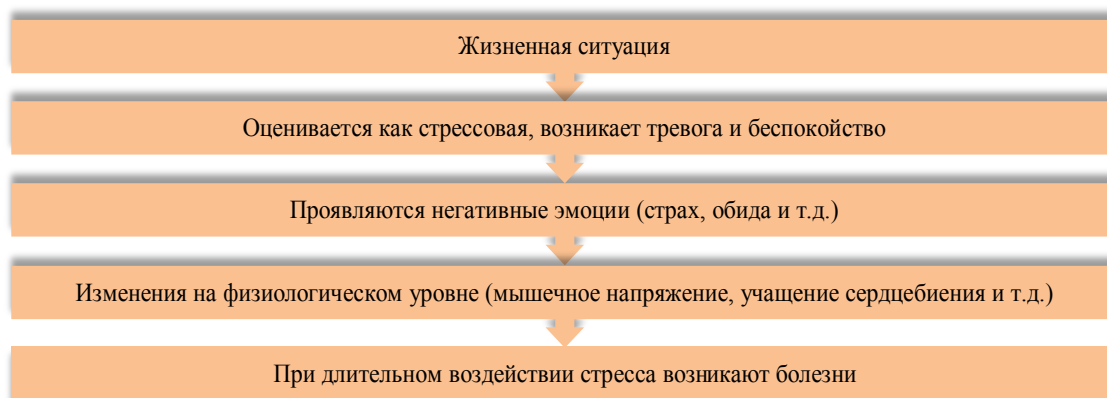 Жизненная ситуация
Оценивается как стрессовая, возникает тревога и беспокойство
Проявляются негативные эмоции (страх, обида и т.д.)
Изменения на физиологическом уровне (мышечное напряжение, учащение сердцебиения и т.д.)
При длительном воздействии стресса возникают болезни